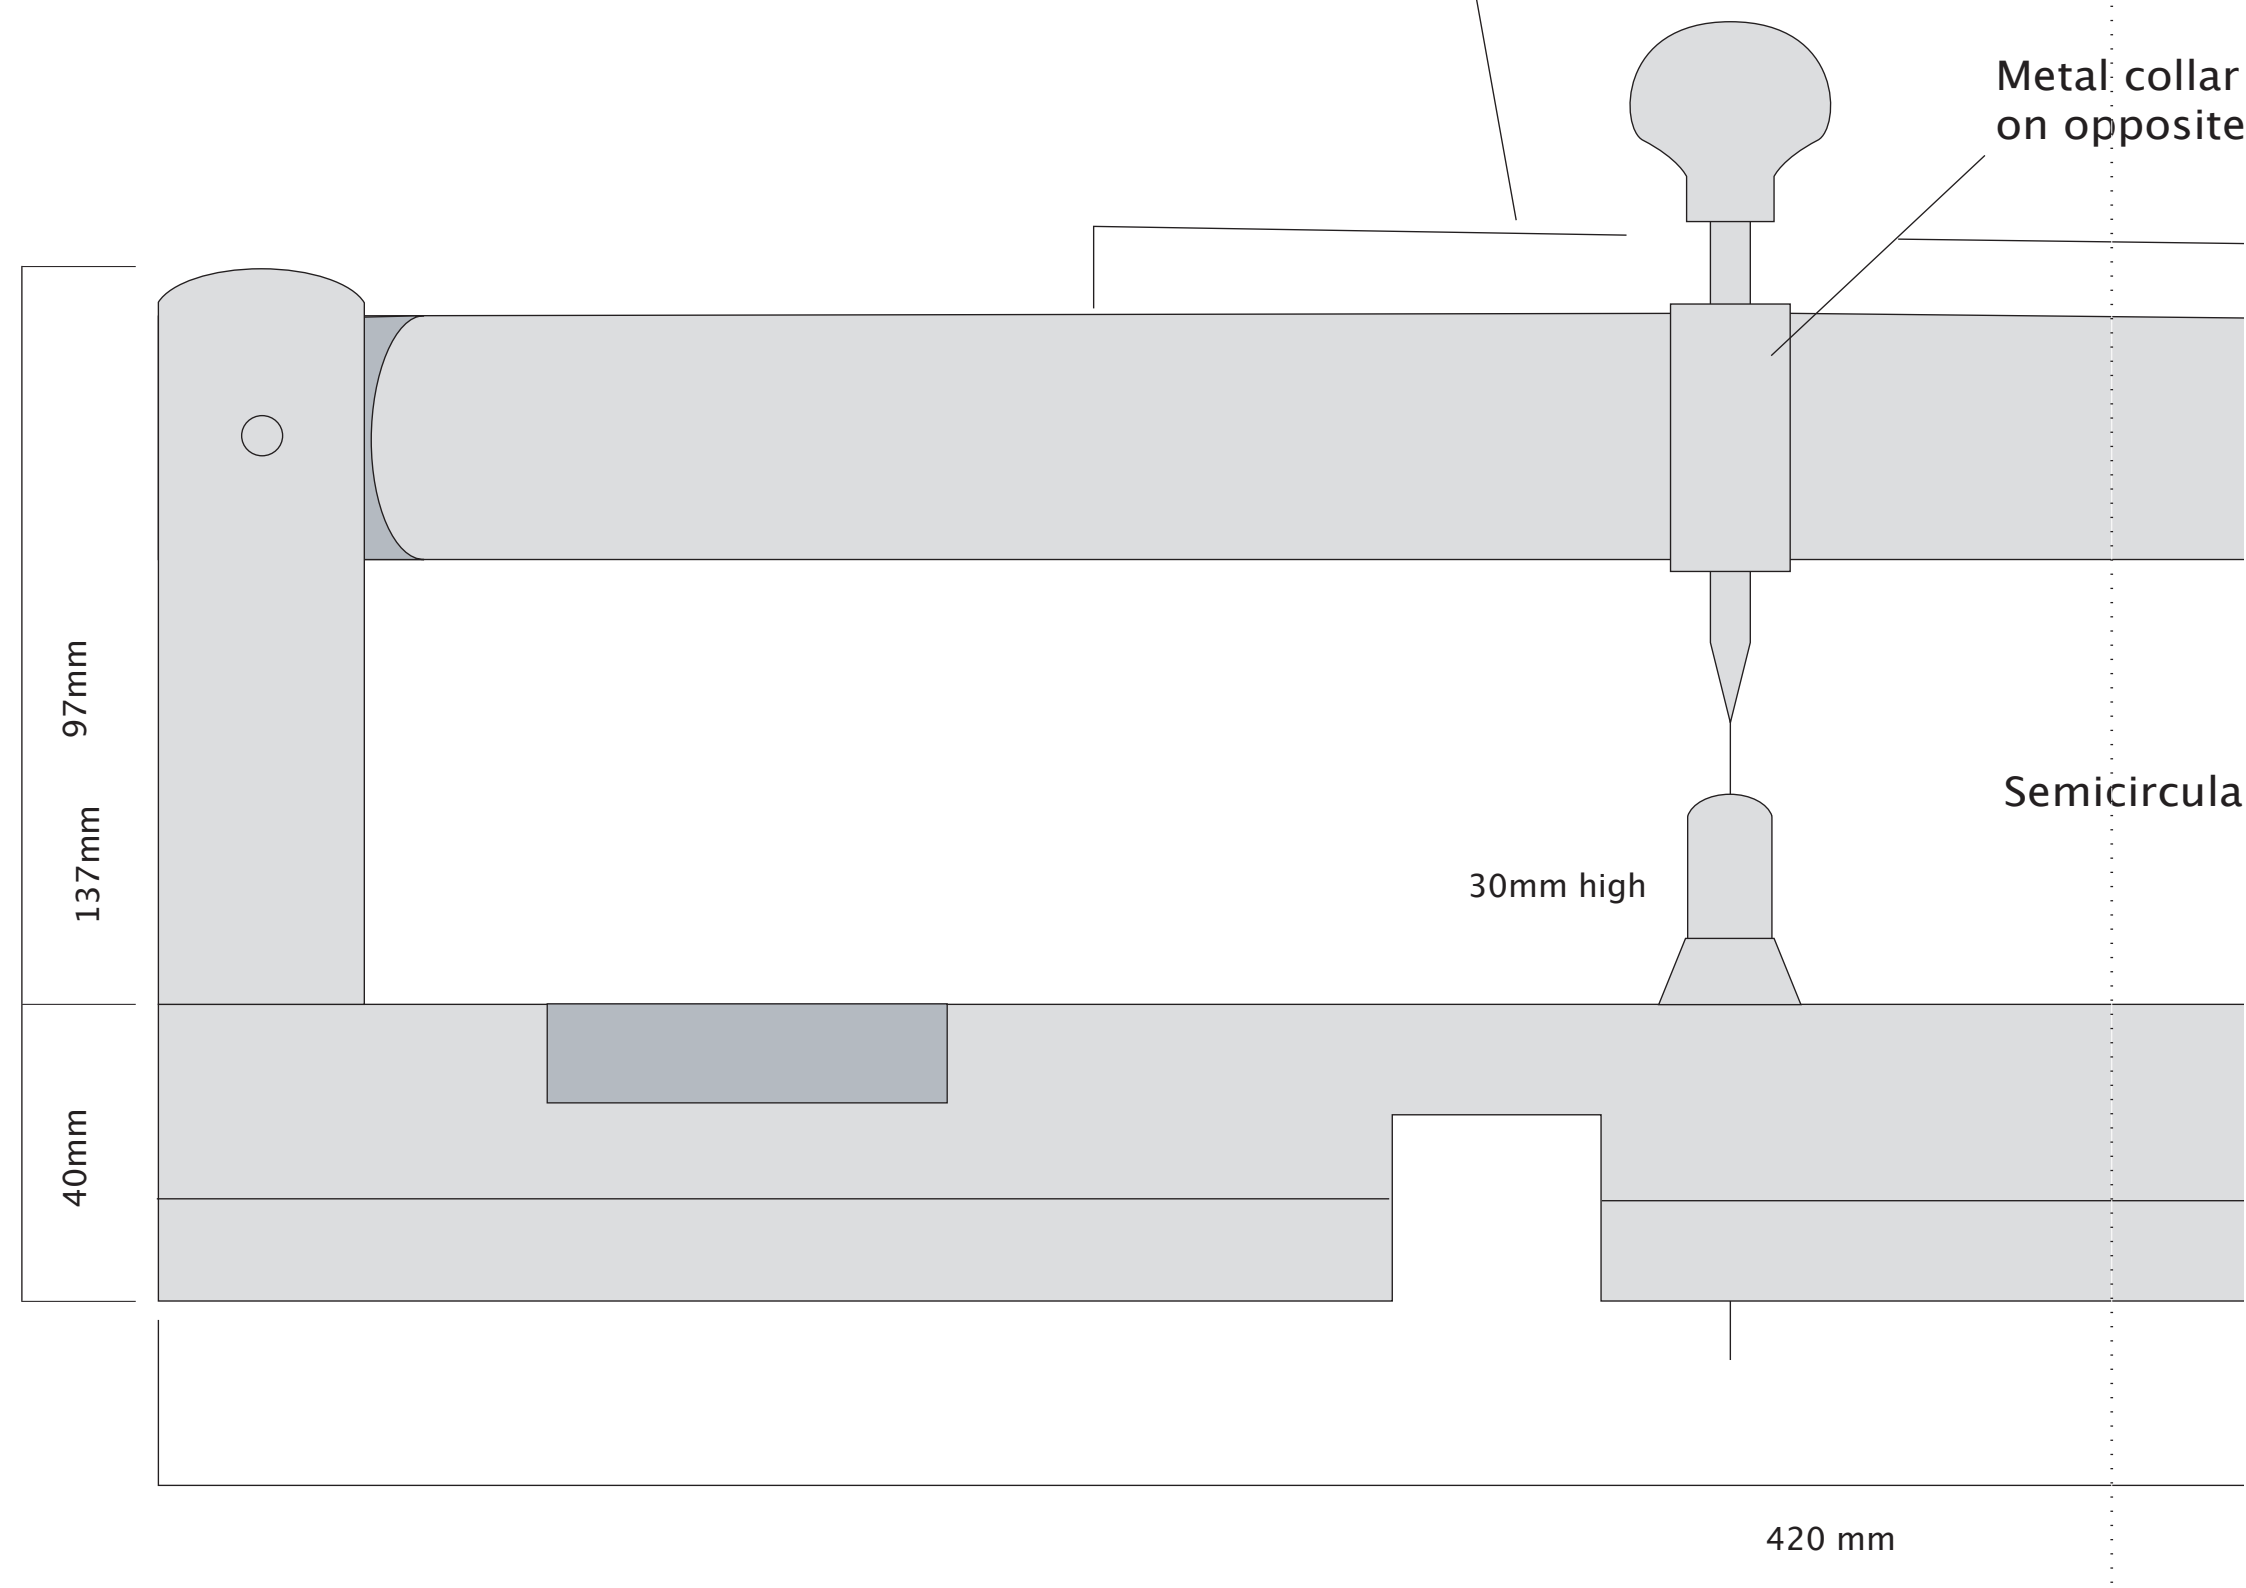 Metal collar
on opposite
97mm
Semicircula
137mm
30mm high
40mm
420 mm